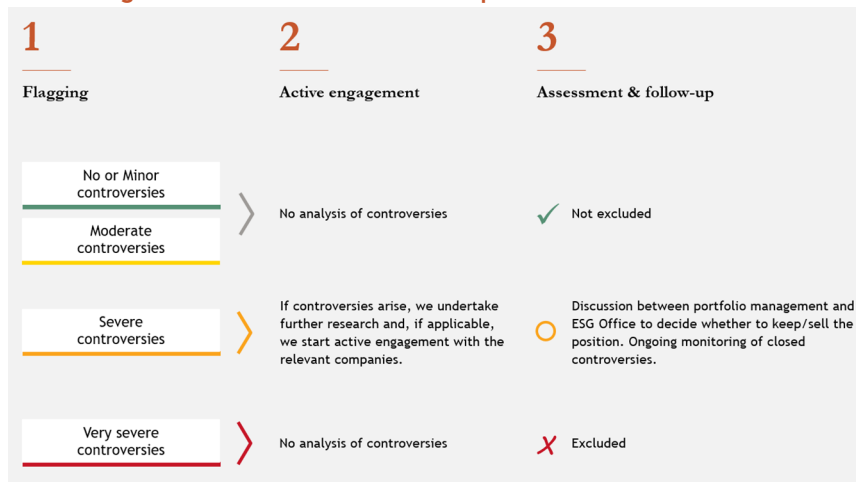 1
2
3
Flagging
Active engagement
Assessment & follow-up
No or Minor
controversies
Moderate
controversies
No analysis of controversies
Not excluded
Severe
controversies
If controversies arise, we undertake
further research and, if applicable,
we start active engagement with the
relevant companies.
Discussion between portfolio management and
ESG Office to decide whether to keep/sell the
position. Ongoing monitoring of closed
controversies.
Very severe
controversies
No analysis of controversies
Excluded